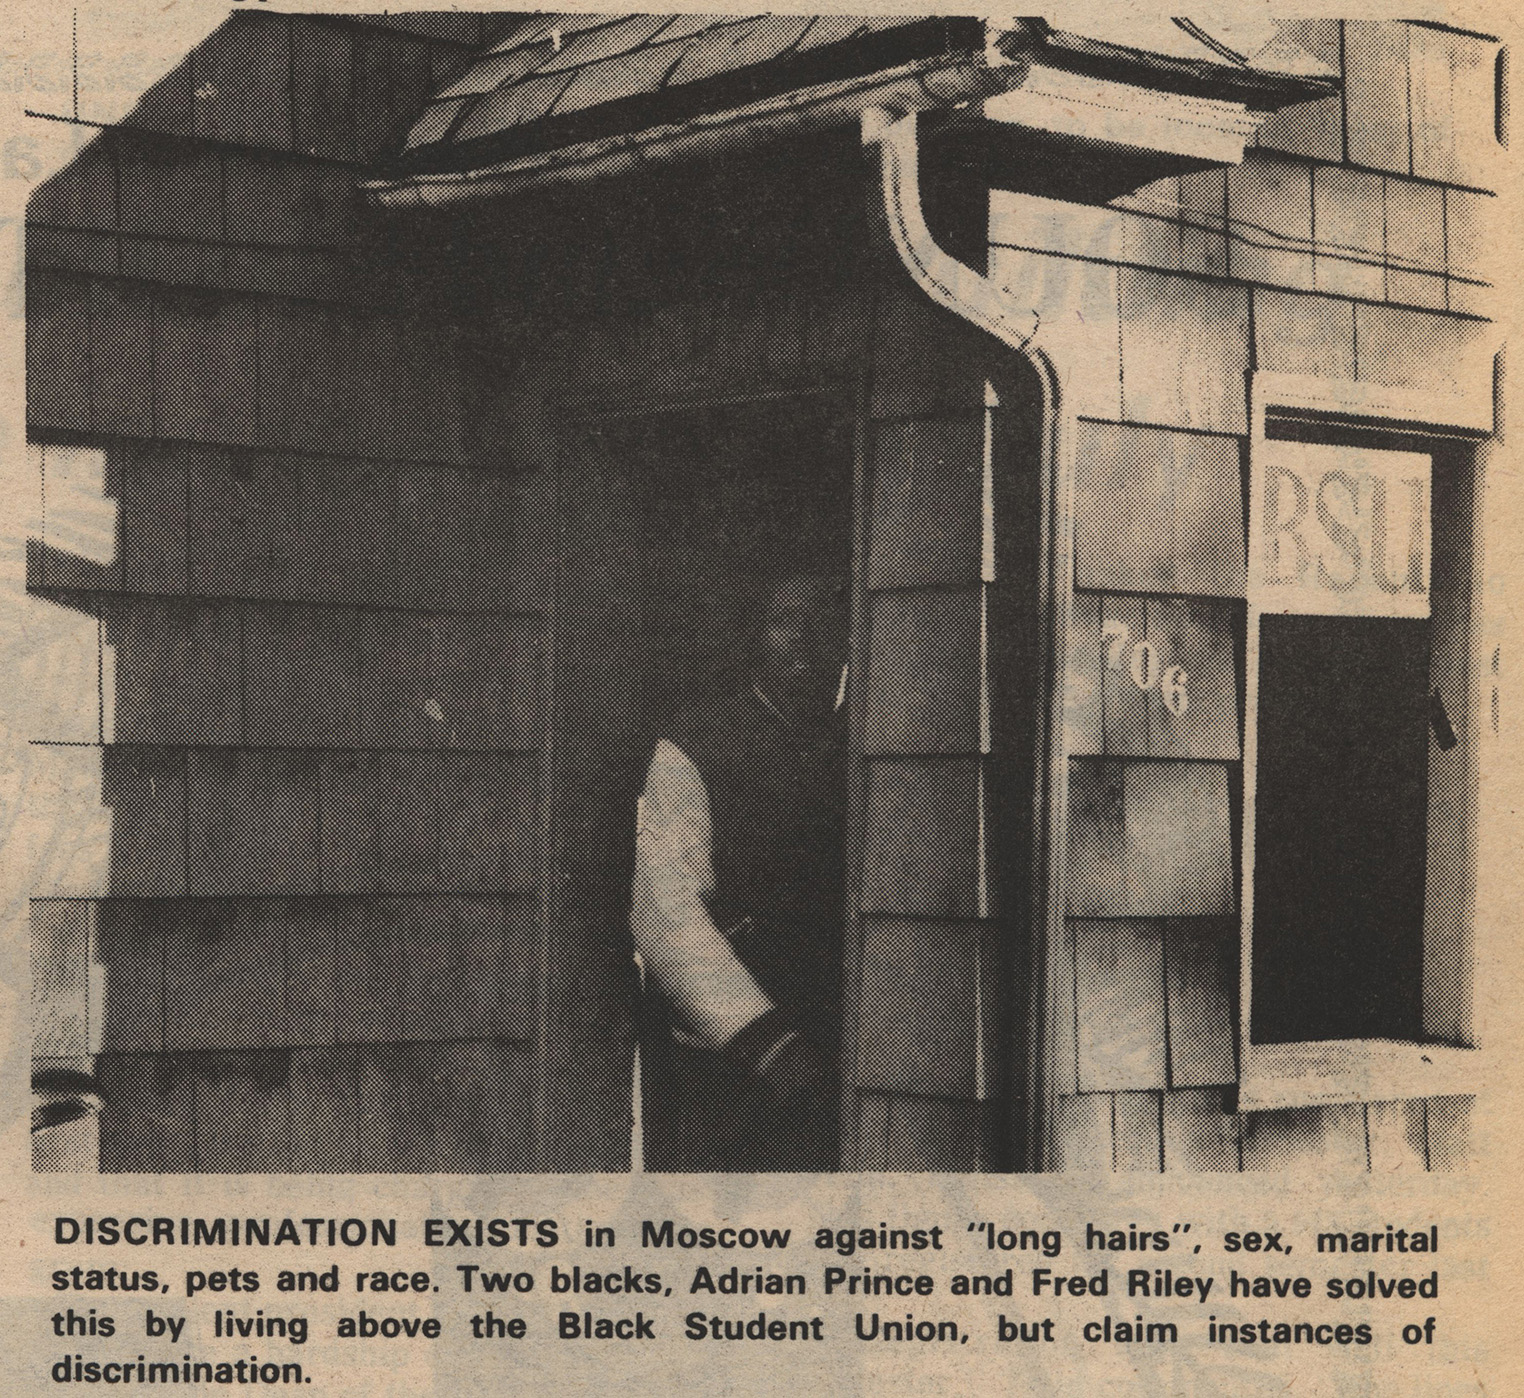 BSU
706
DISCRIMINATION EXISTS in Moscow against "long hairs", sex, marital
status, pets and race. Two blacks, Adrian Prince and Fred Riley have solved
this by living above the Black Student Union, but claim instances of
discrimination.